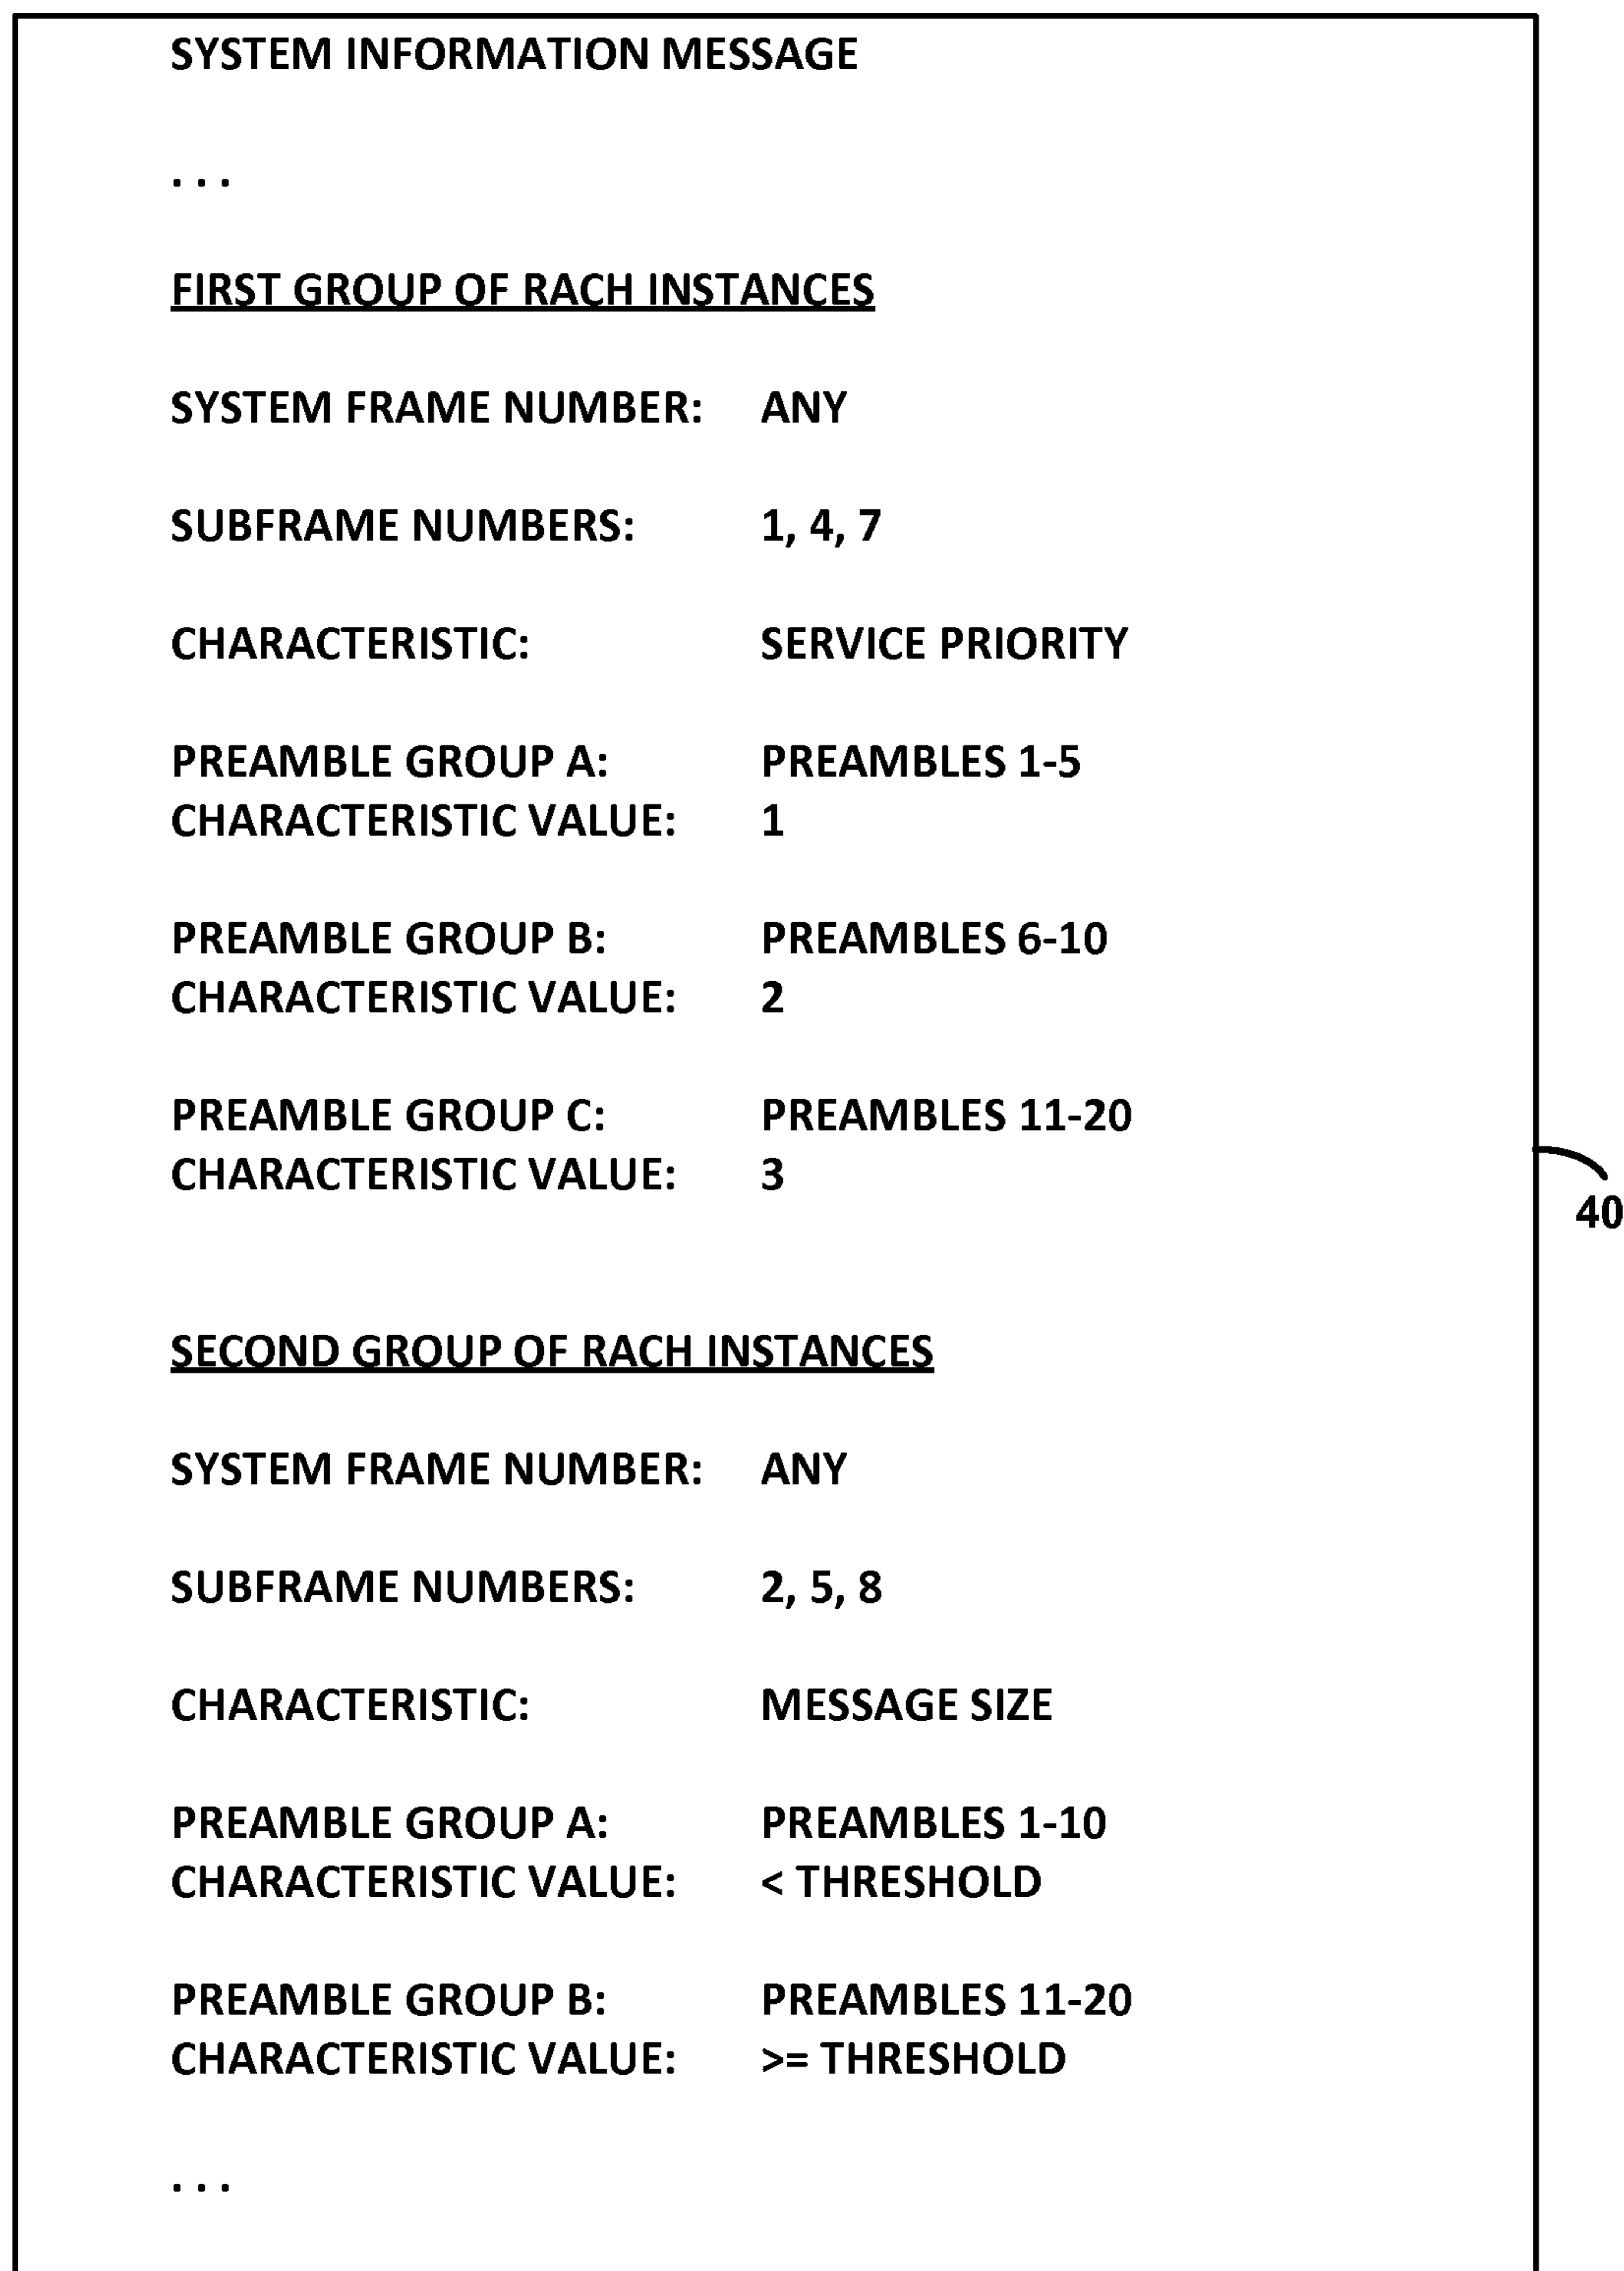 SYSTEM INFORMATION MESSAGE
. . .
FIRST GROUP OF RACH INSTANCES
SYSTEM FRAME NUMBER: ANY
SUBFRAME NUMBERS: 1, 4, 7
CHARACTERISTIC: SERVICE PRIORITY
PREAMBLE GROUP A: PREAMBLES 1-5
CHARACTERISTIC VALUE: 1
PREAMBLE GROUP B: PREAMBLES 6-10
CHARACTERISTIC VALUE: 2
PREAMBLE GROUP C: PREAMBLES 11-20
CHARACTERISTIC VALUE: 3
40
SECOND GROUP OF RACH INSTANCES
SYSTEM FRAME NUMBER: ANY
SUBFRAME NUMBERS: 2, 5, 8
CHARACTERISTIC: MESSAGE SIZE
PREAMBLE GROUP A: PREAMBLES 1-10
CHARACTERISTIC VALUE: < THRESHOLD
PREAMBLE GROUP B: PREAMBLES 11-20
CHARACTERISTIC VALUE: >= THRESHOLD
. . .